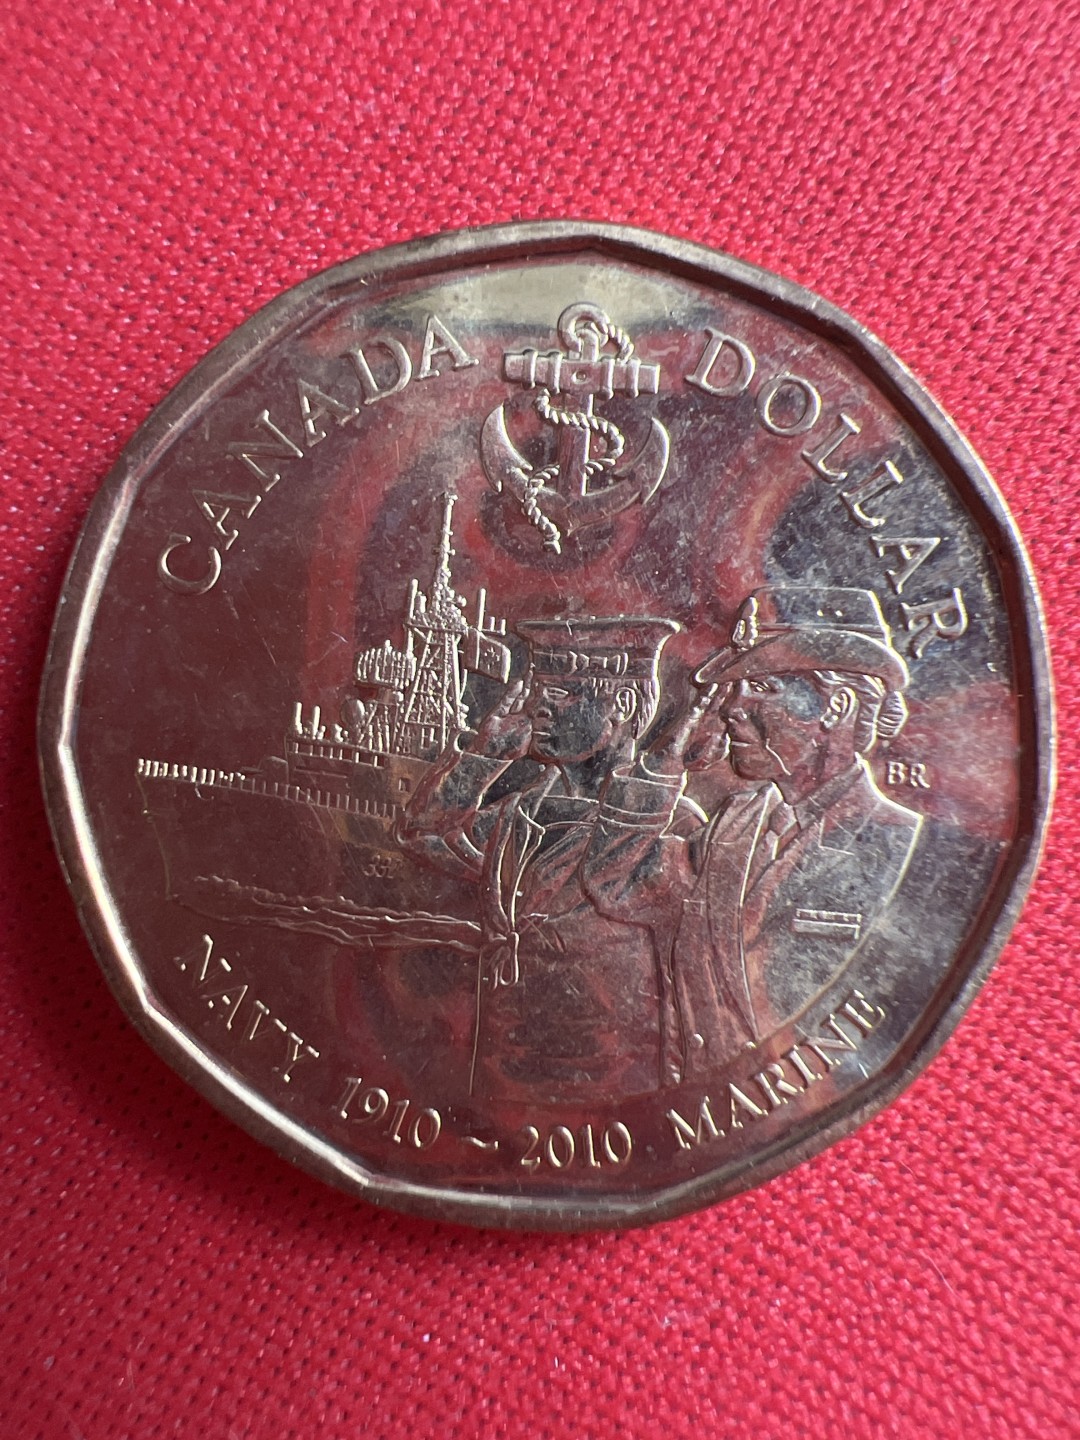 CANADA DOLLAR
BR
NAVY 1910 ~ 2010 MARINE